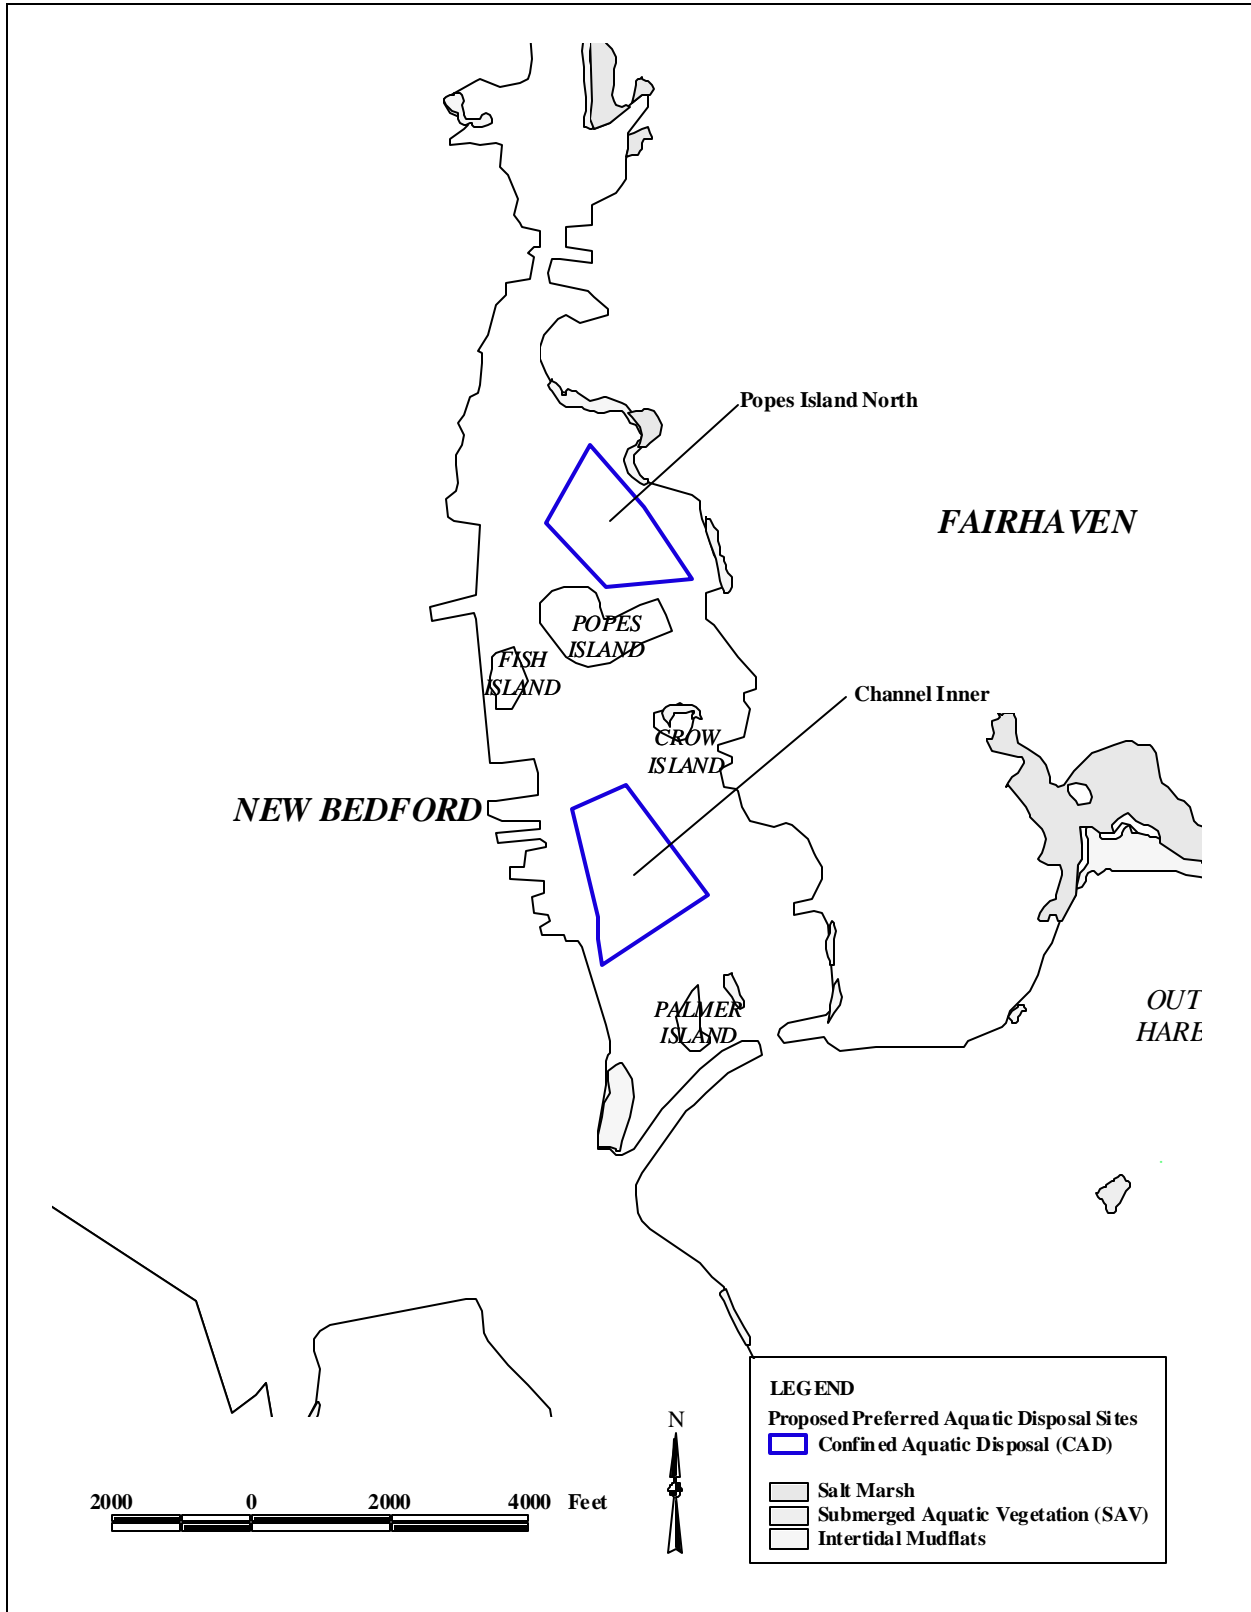 Popes Island North
FAIRHAVEN
POPES
ISLAND
FISH
ISLAND
Channel Inner
CROW
ISLAND
NEW BEDFORD
PALMER
ISLAND
OUT
HARB
LEGEND
Proposed Preferred Aquatic Disposal Sites
Confined Aquatic Disposal (CAD)
N
Salt Marsh
2000 0 2000 4000 Feet
Submerged Aquatic Vegetation (SAV)
Intertidal Mudflats